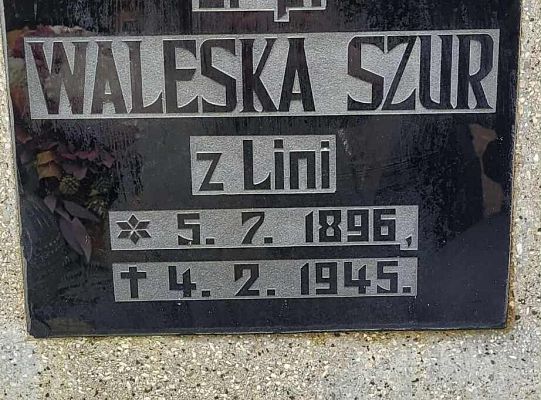 WALESKA SZUR
z Lini
* 5. 7. 1896,
† 4. 2. 1945.